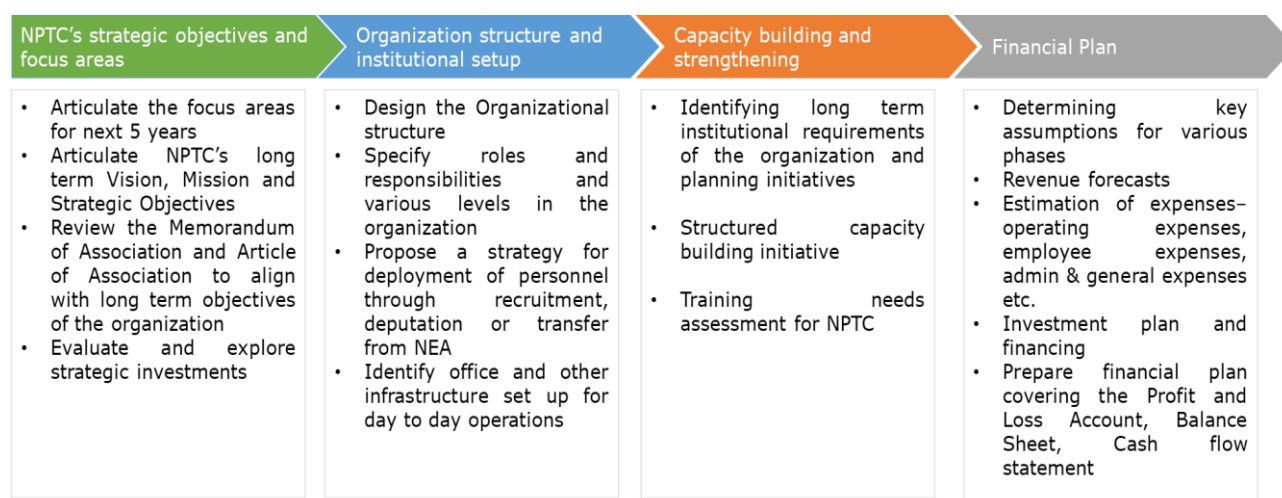 NPTC's strategic objectives and
focus areas
Organization structure and
institutional setup
Capacity building and
strengthening
Financial Plan
• Articulate the focus areas
for next 5 years
• Articulate NPTC's long
term Vision, Mission and
Strategic Objectives
• Review the Memorandum
of Association and Article
of Association to align
with long term objectives
of the organization
• Evaluate and explore
strategic investments
• Design the Organizational
structure
• Specify roles and
responsibilities and
various levels in the
organization
• Propose a strategy for
deployment of personnel
through recruitment,
deputation or transfer
from NEA
• Identify office and other
infrastructure set up for
day to day operations
• Identifying long term
institutional requirements
of the organization and
planning initiatives
• Structured capacity
building initiative
• Training needs
assessment for NPTC
• Determining key
assumptions for various
phases
• Revenue forecasts
• Estimation of expenses–
operating expenses,
employee expenses,
admin & general expenses
etc.
• Investment plan and
financing
• Prepare financial plan
covering the Profit and
Loss Account, Balance
Sheet, Cash flow
statement